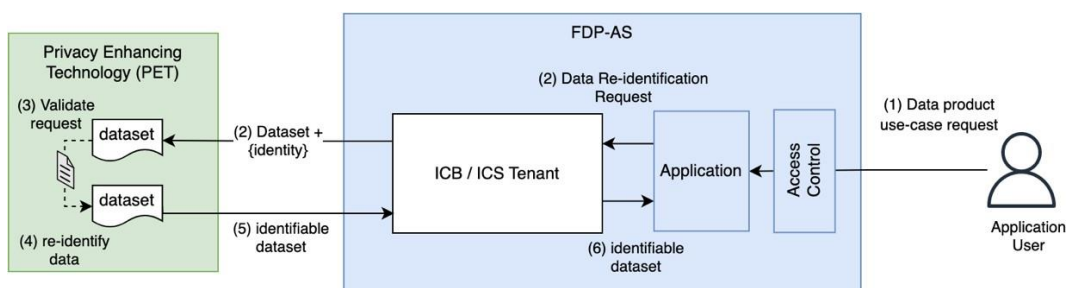 Privacy Enhancing
Technology (PET)
(3) Validate
request
dataset
dataset
(4) re-identify
data
(2) Dataset +
{identity}
(5) identifiable
dataset
FDP-AS
(2) Data Re-identification
Request
ICB / ICS Tenant
Application
Access
Control
(6) identifiable
dataset
(1) Data product
use-case request
Application
User